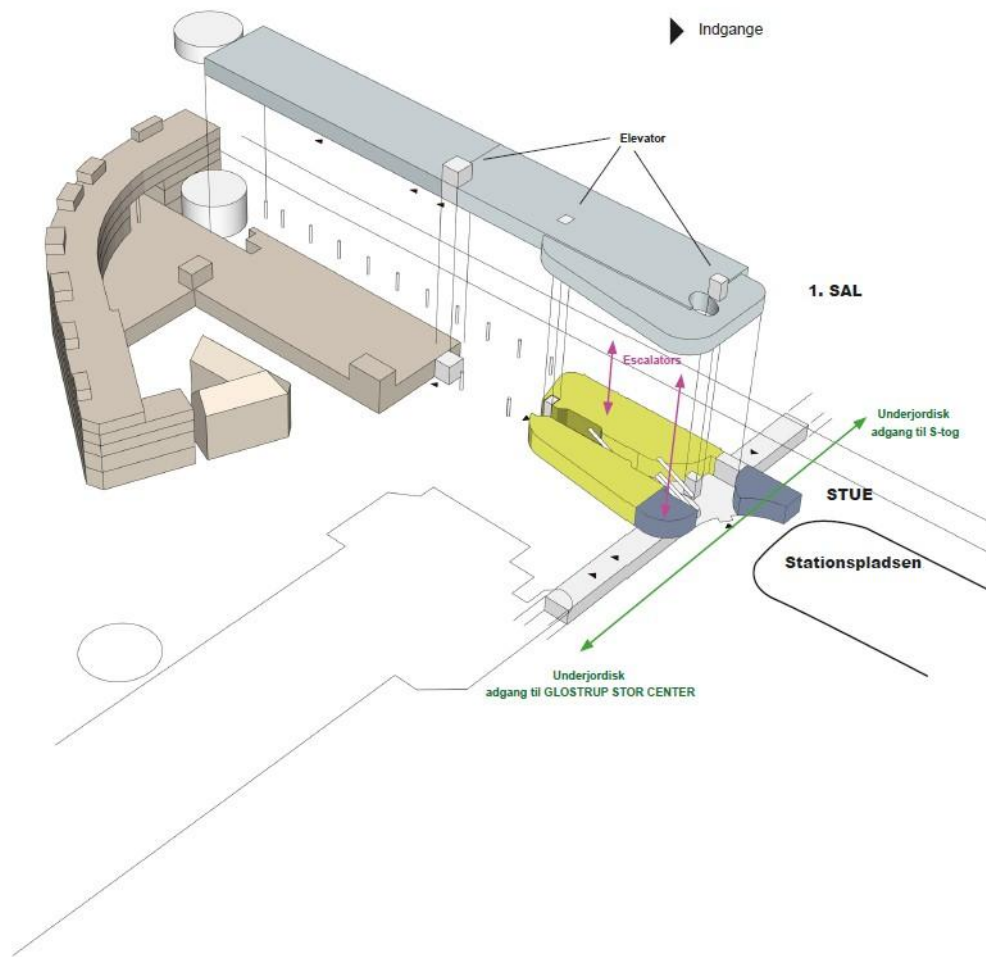 Indgange
Elevator
1. SAL
Escalators
Underjordisk
adgang til S-tog
STUE
Stationspladsen
Underjordisk
adgang til GLOSTRUP STOR CENTER